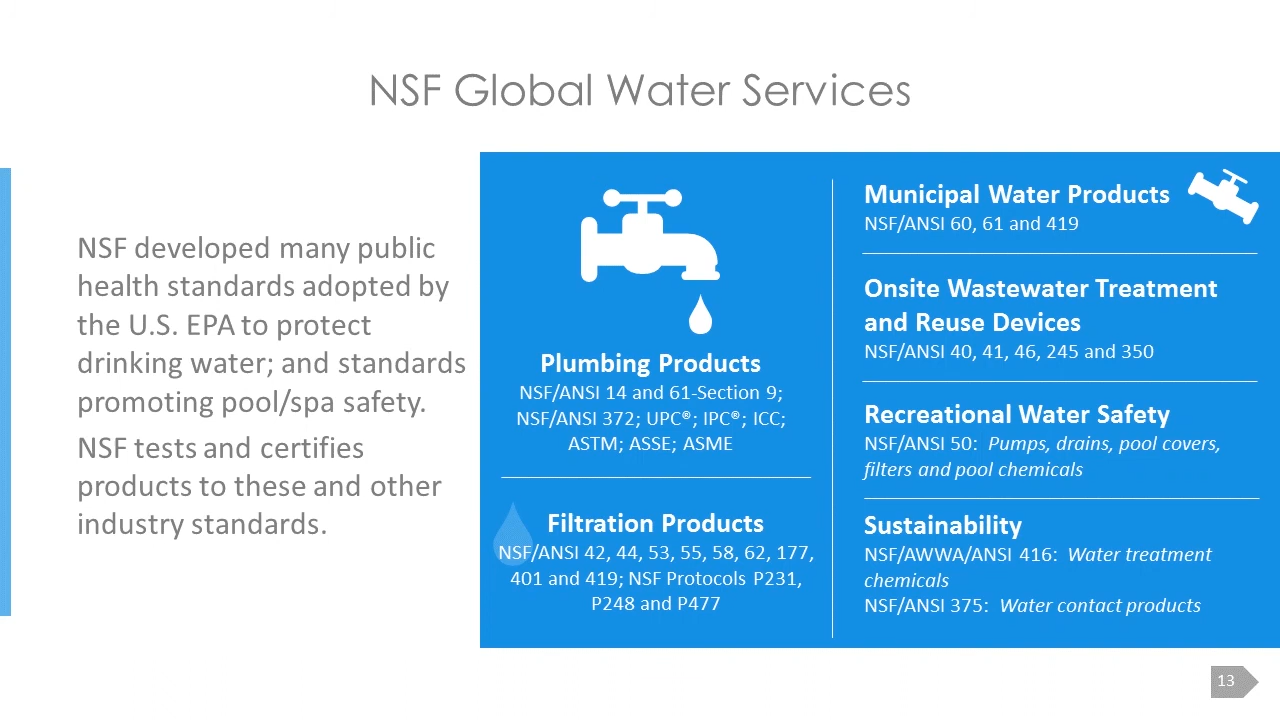 NSF Global Water Services
NSF developed many public
health standards adopted by
the U.S. EPA to protect
drinking water; and standards
promoting pool/spa safety.
NSF tests and certifies
products to these and other
industry standards.
Plumbing Products
NSF/ANSI 14 and 61-Section 9;
NSF/ANSI 372; UPC®; IPC®; ICC;
ASTM; ASSE; ASME
Filtration Products
NSF/ANSI 42, 44, 53, 55, 58, 62, 177,
401 and 419; NSF Protocols P231,
P248 and P477
Municipal Water Products
NSF/ANSI 60, 61 and 419
Onsite Wastewater Treatment
and Reuse Devices
NSF/ANSI 40, 41, 46, 245 and 350
Recreational Water Safety
NSF/ANSI 50: Pumps, drains, pool covers,
filters and pool chemicals
Sustainability
NSF/AWWA/ANSI 416: Water treatment
chemicals
NSF/ANSI 375: Water contact products
13